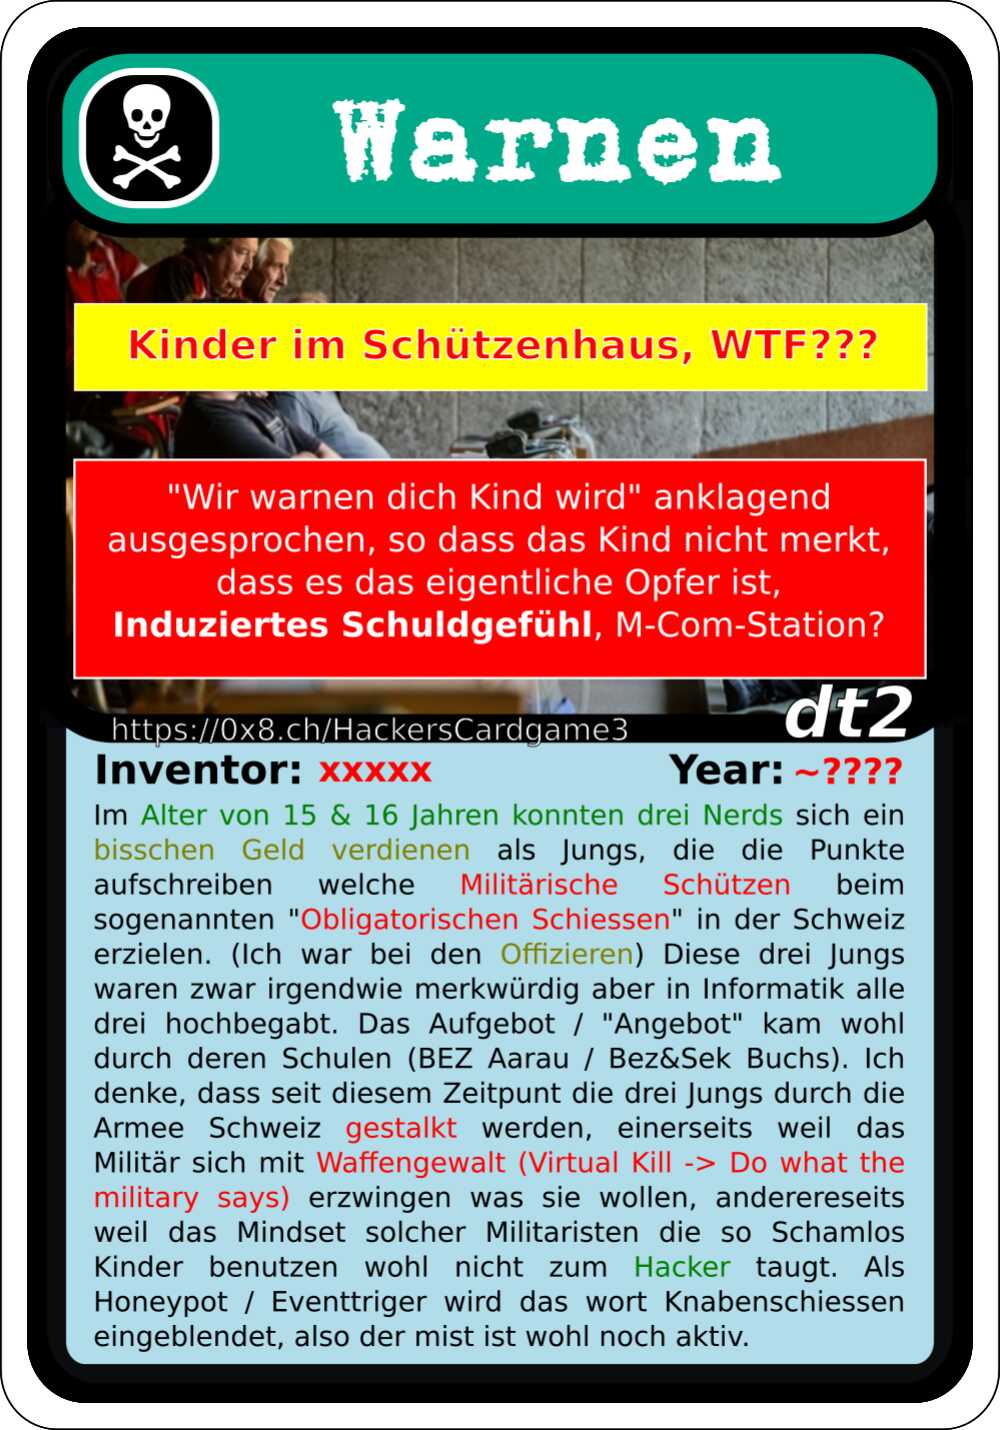 Warnen
Kinder im Schützenhaus, WTF???
"Wir warnen dich Kind wird" anklagend
ausgesprochen, so dass das Kind nicht merkt,
dass es das eigentliche Opfer ist,
Induziertes Schuldgefühl, M-Com-Station?
dt2
https://0x8.ch/HackersCardgame3
Inventor: xxxxx Year: ~????
Im Alter von 15 & 16 Jahren konnten drei Nerds sich ein
bisschen Geld verdienen als Jungs, die die Punkte
aufschreiben welche Militärische Schützen beim
sogenannten "Obligatorischen Schiessen" in der Schweiz
erzielen. (Ich war bei den Offizieren) Diese drei Jungs
waren zwar irgendwie merkwürdig aber in Informatik alle
drei hochbegabt. Das Aufgebot / "Angebot" kam wohl
durch deren Schulen (BEZ Aarau / Bez&Sek Buchs). Ich
denke, dass seit diesem Zeitpunt die drei Jungs durch die
Armee Schweiz gestalkt werden, einerseits weil das
Militär sich mit Waffengewalt (Virtual Kill -> Do what the
military says) erzwingen was sie wollen, anderereseits
weil das Mindset solcher Militaristen die so Schamlos
Kinder benutzen wohl nicht zum Hacker taugt. Als
Honeypot / Eventtriger wird das wort Knabenschiessen
eingeblendet, also der mist ist wohl noch aktiv.